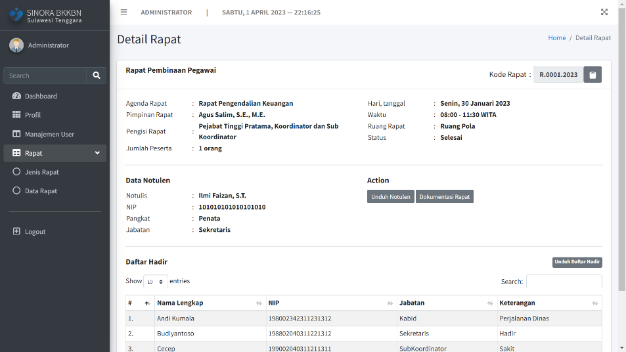 SINORA BKKBN
Sulawesi Tenggara
ADMINISTRATOR | SABTU, 1 APRIL 2023 — 22:16:25
Administrator
Detail Rapat
Home / Detail Rapat
Search
Dashboard
Profil
Manajemen User
Rapat
Jenis Rapat
Data Rapat
Logout
Rapat Pembinaan Pegawai
Kode Rapat : R.0001.2023
Agenda Rapat : Rapat Pengendalian Keuangan
Pimpinan Rapat : Agus Salim, S.E., M.E.
Pengisi Rapat : Pejabat Tinggi Pratama, Koordinator dan Sub Koordinator
Jumlah Peserta : 1 orang
Hari, tanggal : Senin, 30 Januari 2023
Waktu : 08:00 - 11:30 WITA
Ruang Rapat : Ruang Pola
Status : Selesai
Data Notulen
Notulis : Ilmi Faizan, S.T.
NIP : 101010101010101010
Pangkat : Penata
Jabatan : Sekretaris
Action
Unduh Notulen
Dokumentasi Rapat
Daftar Hadir
Unduh Daftar Hadir
Show 10 entries
Search:
# Nama Lengkap NIP Jabatan Keterangan
1. Andi Kumala 198002342311231312 Kabid Perjalanan Dinas
2. Budiyantoso 198802040311221312 Sekretaris Hadir
3. Cecep 199002040311211311 SubKoordinator Sakit